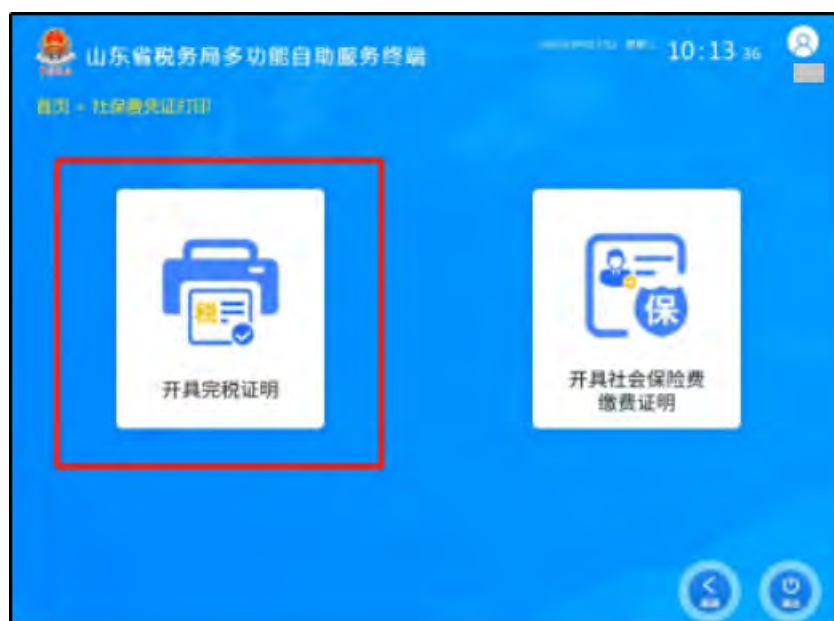 山东省税务局多功能自助服务终端
10:13 36
首页 - 社保费凭证打印
税
开具完税证明
保
开具社会保险费
缴费证明